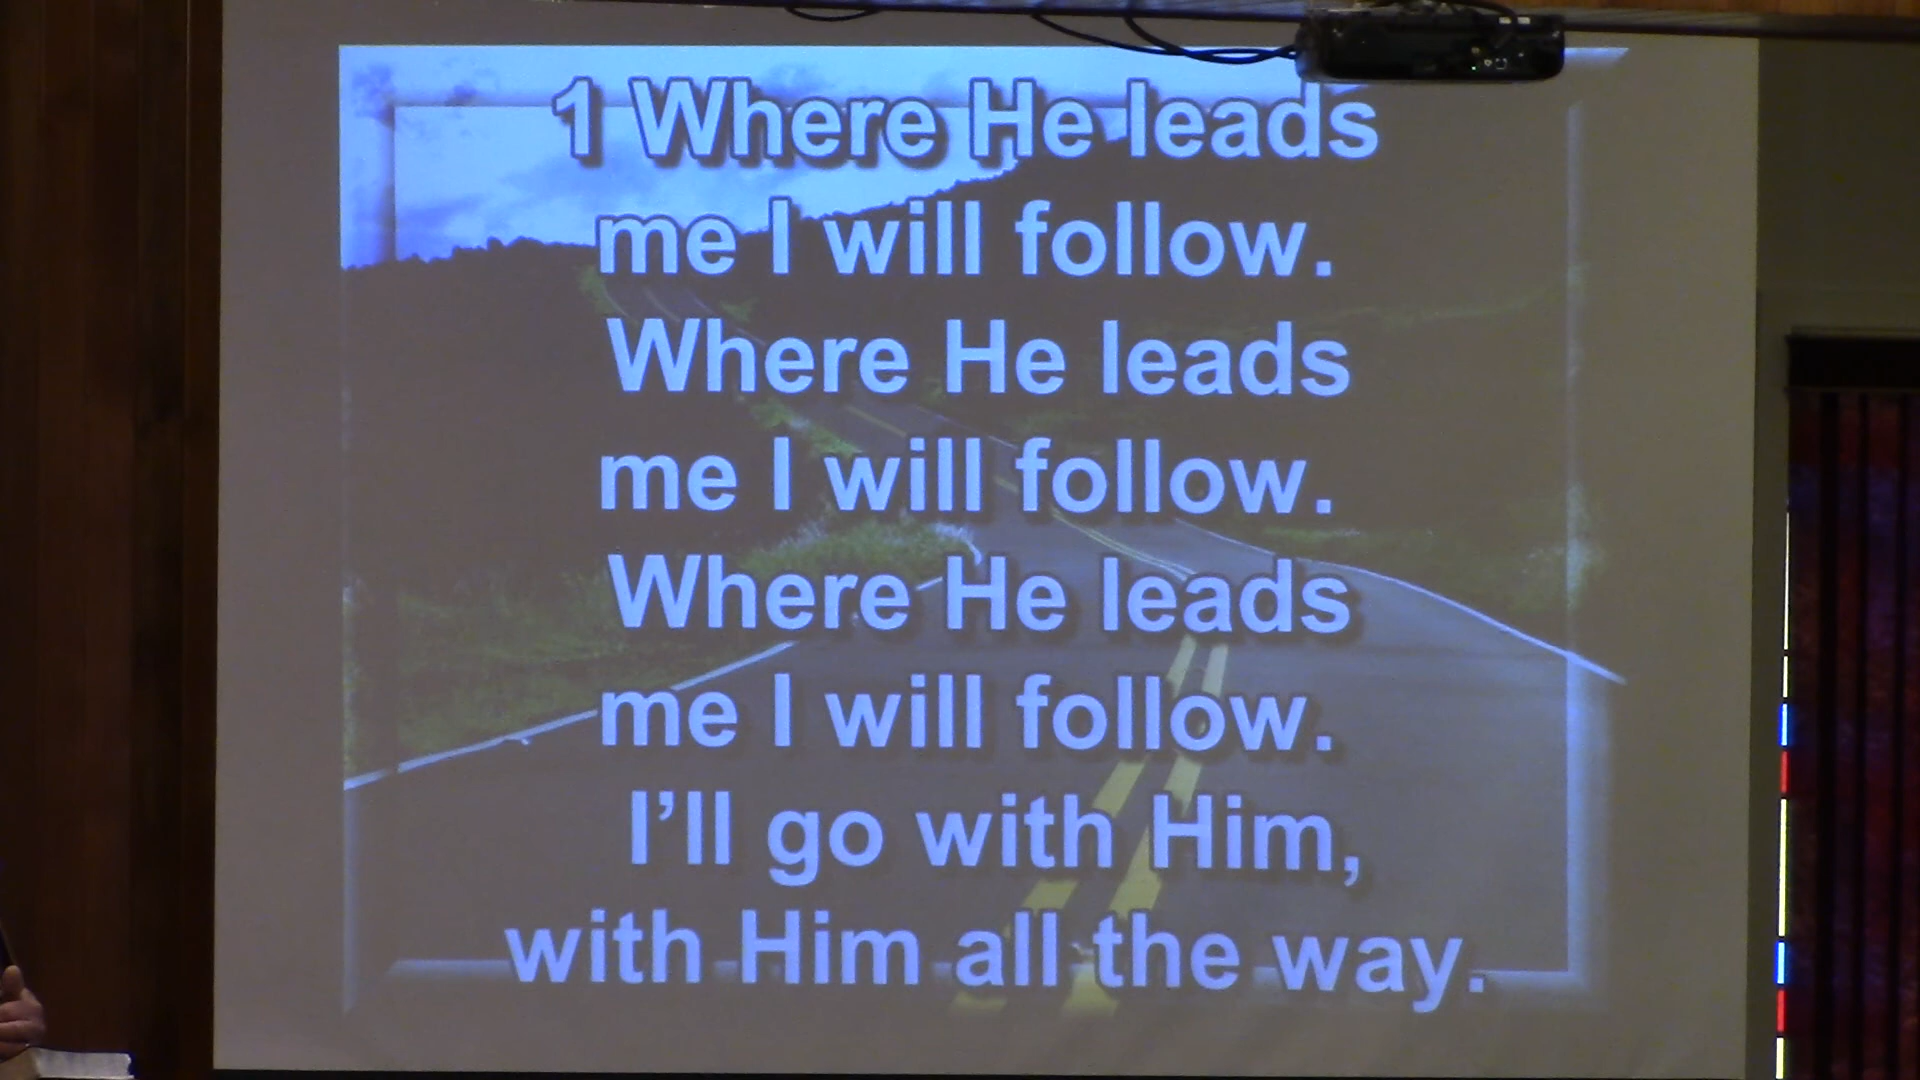 1 Where He leads
me I will follow.
Where He leads
me I will follow.
Where He leads
me I will follow.
I’ll go with Him,
with Him all the way.